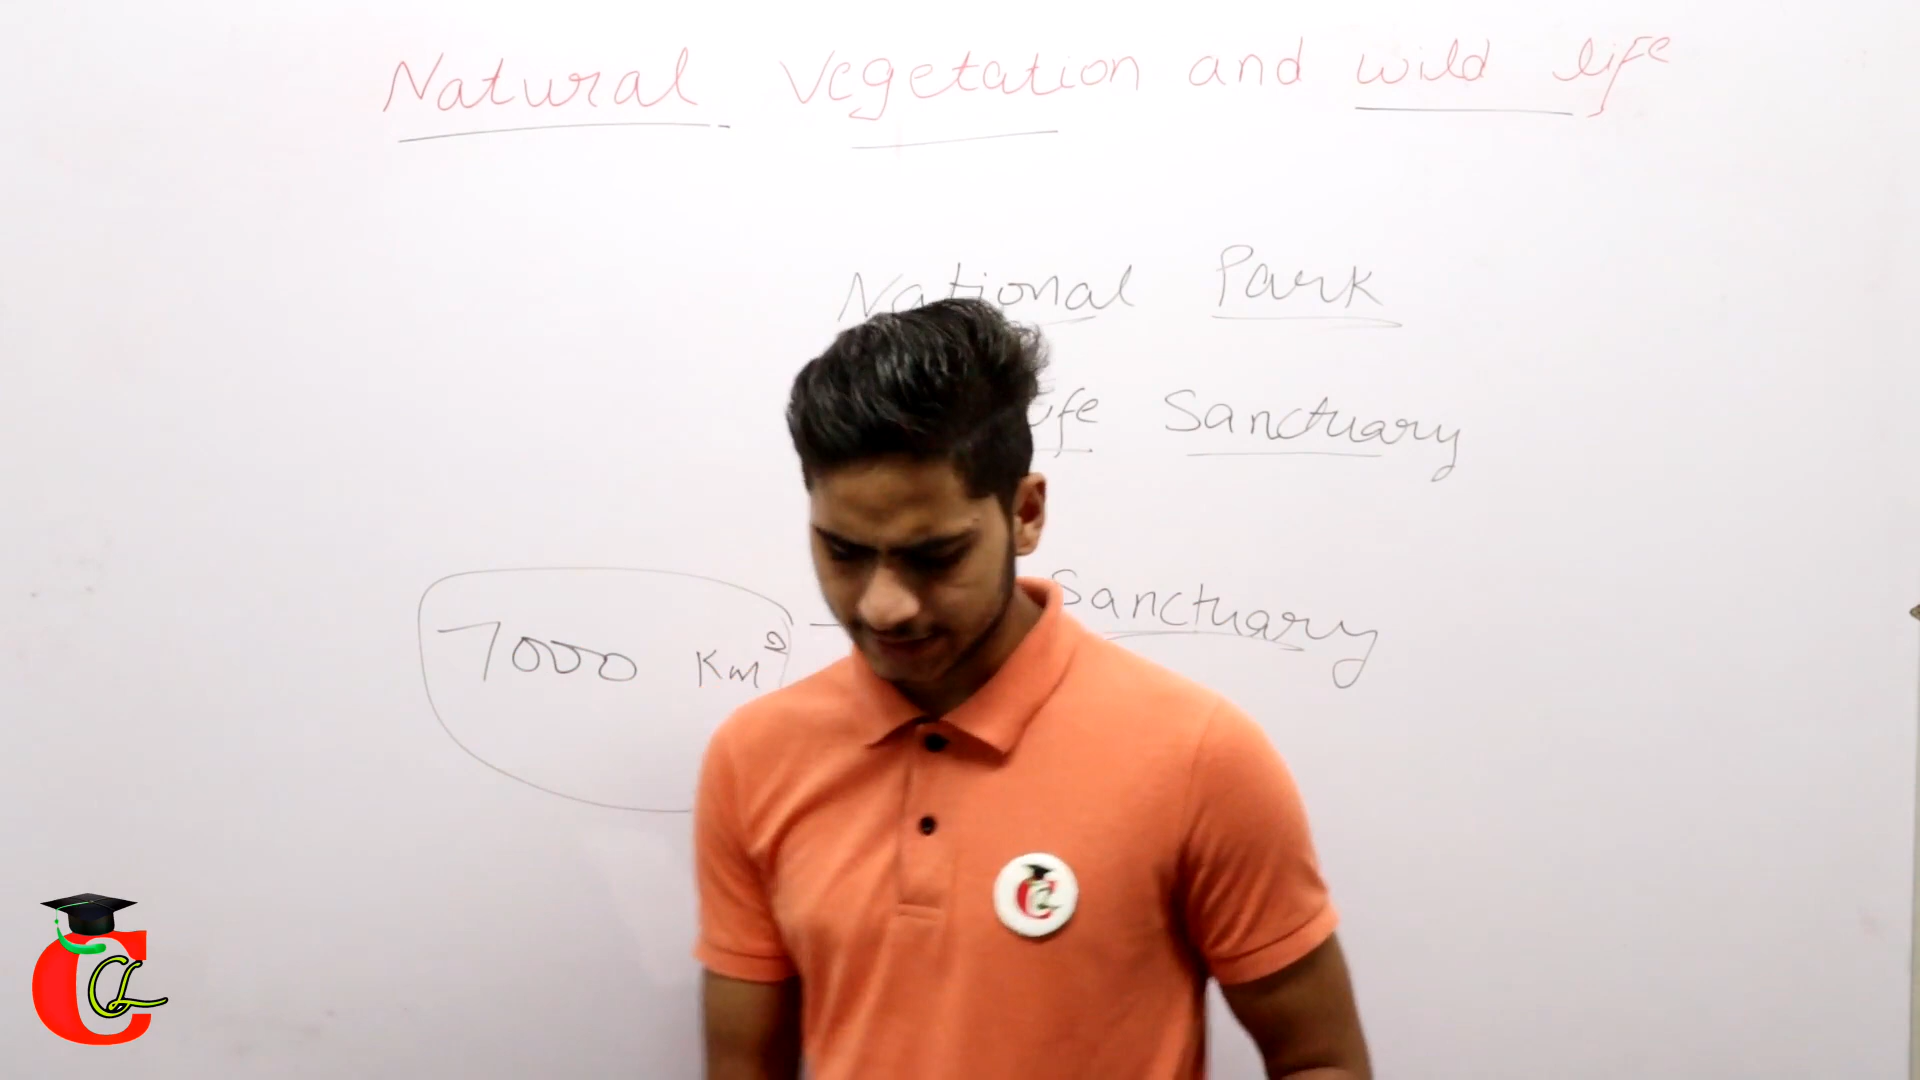 Natural Vegetation and wild life
National Park
Sanctuary
7000 Km²
Sanctuary